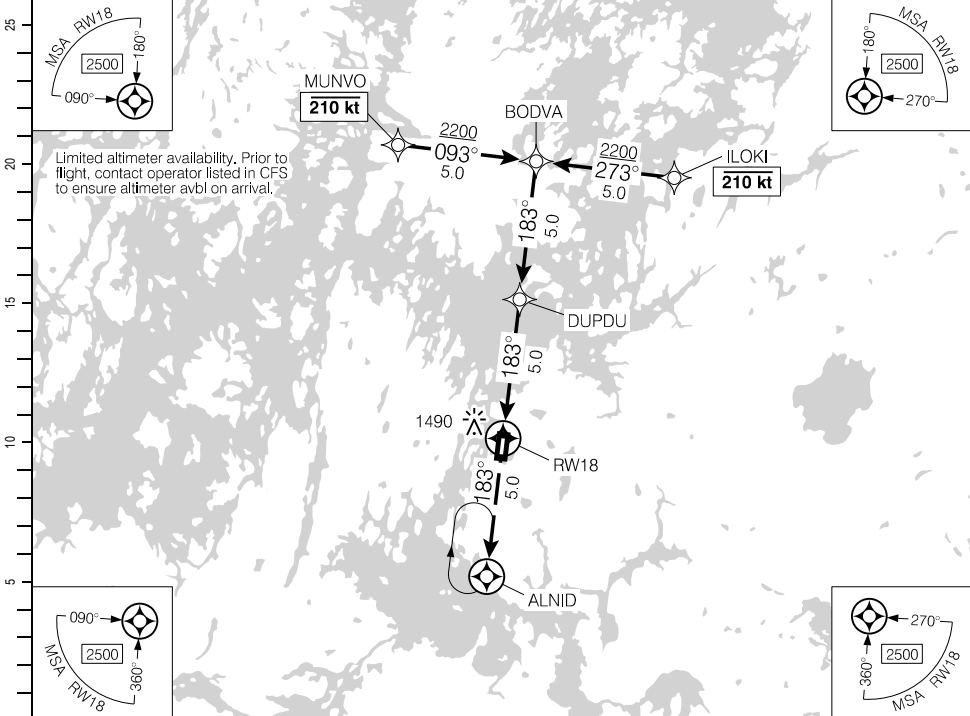 25
20
15
10
5
MSA RW18
2500
180°
090°
MSA RW18
2500
180°
270°
Limited altimeter availability. Prior to
flight, contact operator listed in CFS
to ensure altimeter avbl on arrival.
MUNVO
210 kt
BODVA
ILOKI
210 kt
2200
093°
5.0
2200
273°
5.0
183°
5.0
DUPDU
183°
5.0
1490
RW18
183°
5.0
ALNID
090°
2500
360°
MSA RW18
270°
2500
360°
MSA RW18